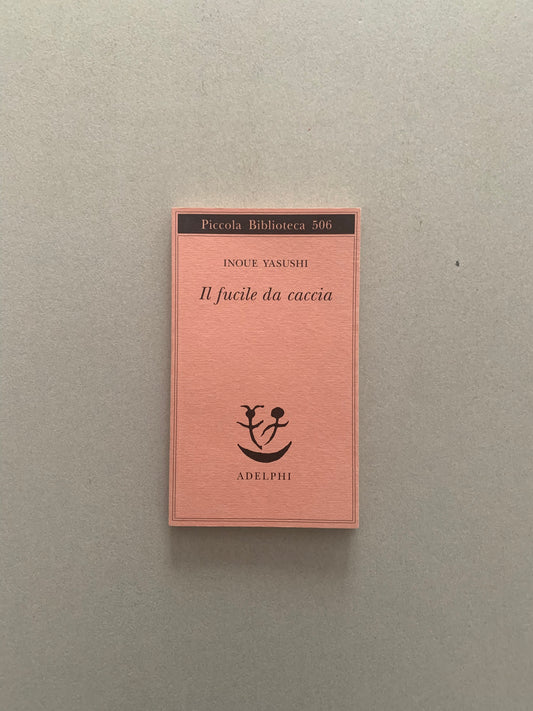 Piccola Biblioteca 506
INOUE YASUSHI
Il fucile da caccia
ADELPHI